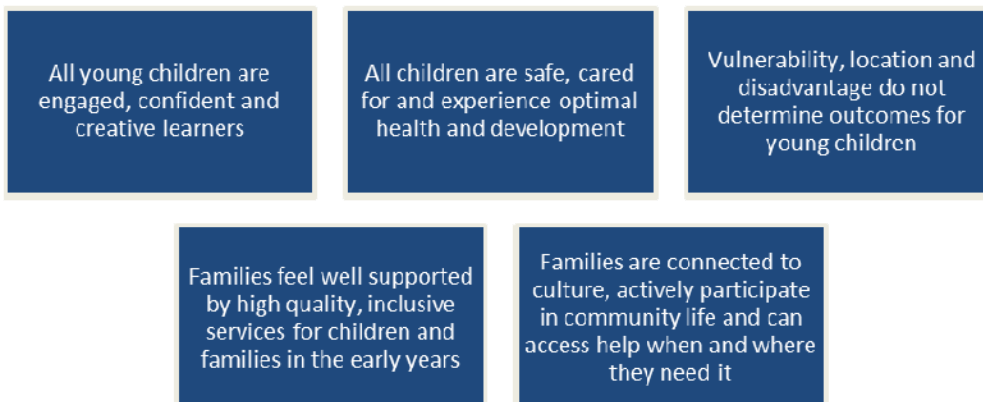 All young children are
engaged, confident and
creative learners
All children are safe, cared
for and experience optimal
health and development
Vulnerability, location and
disadvantage do not
determine outcomes for
young children
Families feel well supported
by high quality, inclusive
services for children and
families in the early years
Families are connected to
culture, actively participate
in community life and can
access help when and where
they need it